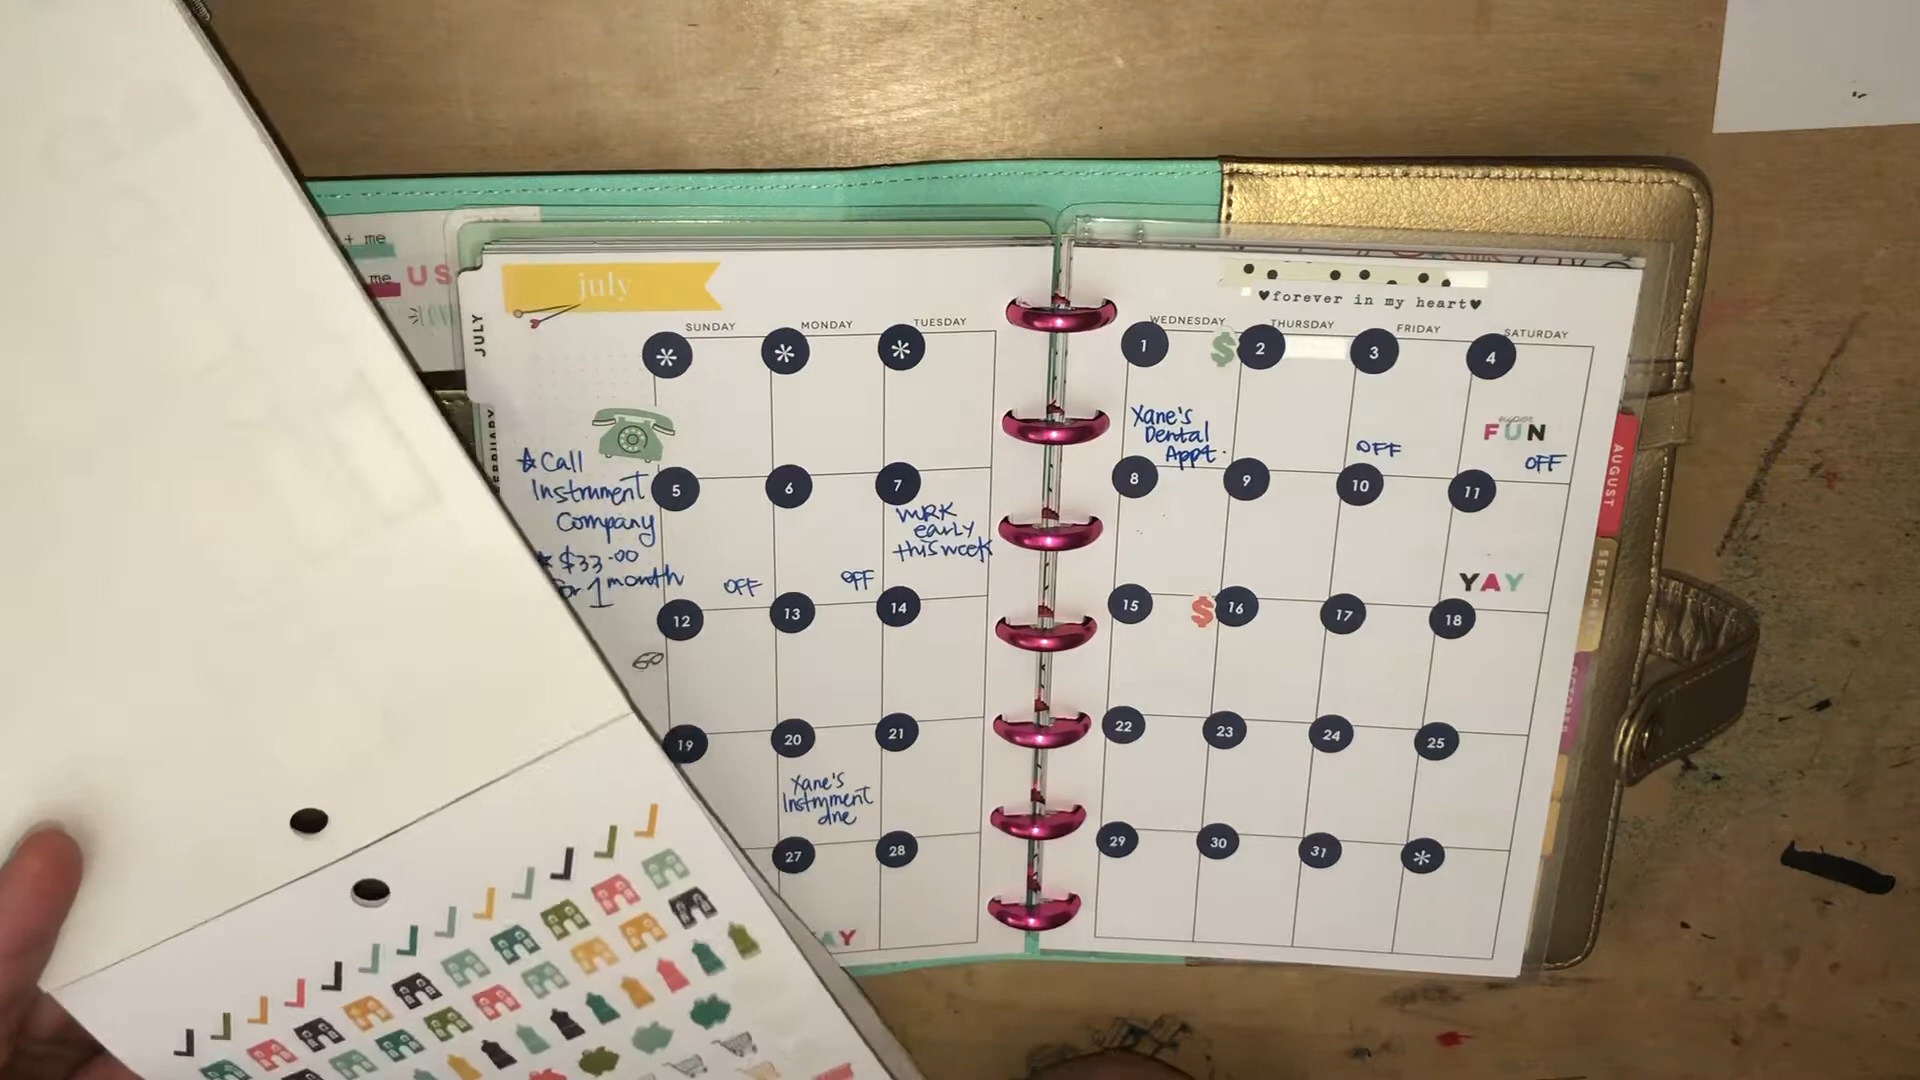 + me
me US
july
JULY
♥forever in my heart♥
SUNDAY MONDAY TUESDAY
WEDNESDAY THURSDAY FRIDAY SATURDAY
* * *
1 $ 2 3 4
Xane's
Dental
Appt.
OFF
FUN
OFF
☆ Call
Instrument
Company
* $33.00
1 month
5 6 7
WRK
early
this week
OFF OFF
8 9 10 11
YAY
12 13 14
15 $ 16 17 18
19 20 21
Xane's
Instrument
due
22 23 24 25
27 28
29 30 31 *
AUGUST